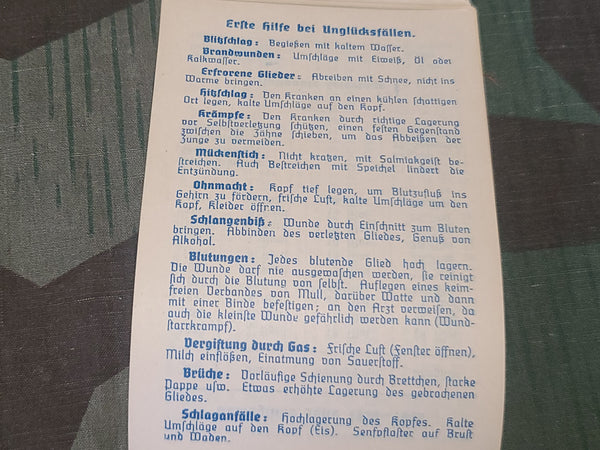 Erste Hilfe bei Unglücksfällen.
Blitzschlag: Begießen mit kaltem Wasser.
Brandwunden: Umschläge mit Eiweiß, Öl oder
Kalkwasser.
Erfrorene Glieder: Abreiben mit Schnee, nicht ins
Warme bringen.
Hitzschlag: Den Kranken an einen kühlen schattigen
Ort legen, kalte Umschläge auf den Kopf.
Krämpfe: Den Kranken durch richtige Lagerung
vor Selbstverletzung schützen, einen festen Gegenstand
zwischen die Zähne schieben, um das Abbeißen der
Zunge zu vermeiden.
Mückenstich: Nicht kratzen, mit Salmiakgeist be-
streichen. Auch Bestreichen mit Speichel lindert die
Entzündung.
Ohnmacht: Kopf tief legen, um Blutzufluß ins
Gehirn zu fördern, frische Luft, kalte Umschläge um den
Kopf, Kleider öffnen.
Schlangenbiß: Wunde durch Einschnitt zum Bluten
bringen. Abbinden des verletzten Gliedes, Genuß von
Alkohol.
Blutungen: Jedes blutende Glied hoch lagern.
Die Wunde darf nie ausgewaschen werden, sie reinigt
sich durch die Blutung von selbst. Auflegen eines keim-
freien Verbandes von Mull, darüber Watte und dann
mit einer Binde befestigen; an den Arzt verweisen, da
auch die kleinste Wunde gefährlich werden kann (Wund-
starrkrampf).
Vergiftung durch Gas: Frische Luft (Fenster öffnen),
Milch einflößen, Einatmung von Sauerstoff.
Brüche: Vorläufige Schienung durch Brettchen, starke
Pappe usw. Etwas erhöhte Lagerung des gebrochenen
Gliedes.
Schlaganfälle: Hochlagerung des Kopfes. Kalte
Umschläge auf den Kopf (Eis). Senfpflaster auf Brust
und Waden.